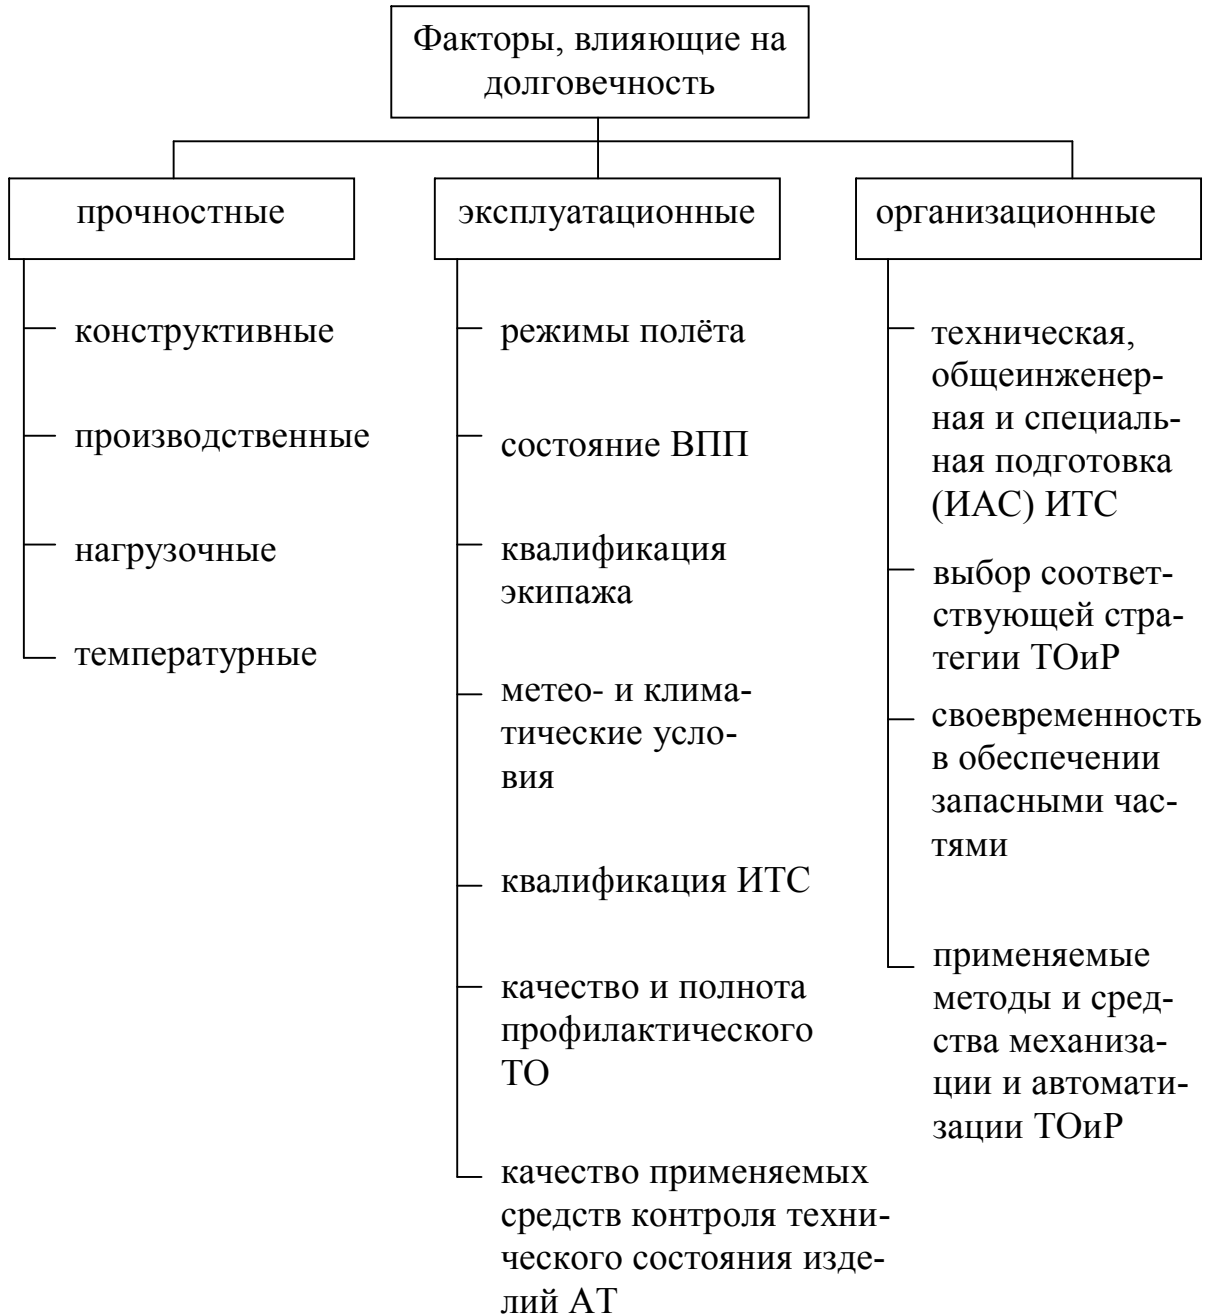 Факторы, влияющие на
долговечность
прочностные
конструктивные
производственные
нагрузочные
температурные
эксплуатационные
режимы полёта
состояние ВПП
квалификация
экипажа
метео- и клима-
тические усло-
вия
квалификация ИТС
качество и полнота
профилактического
ТО
качество применяемых
средств контроля техни-
ческого состояния изде-
лий АТ
организационные
техническая,
общеинженер-
ная и специаль-
ная подготовка
(ИАС) ИТС
выбор соответ-
ствующей стра-
тегии ТОиР
своевременность
в обеспечении
запасными час-
тями
применяемые
методы и сред-
ства механиза-
ции и автомати-
зации ТОиР